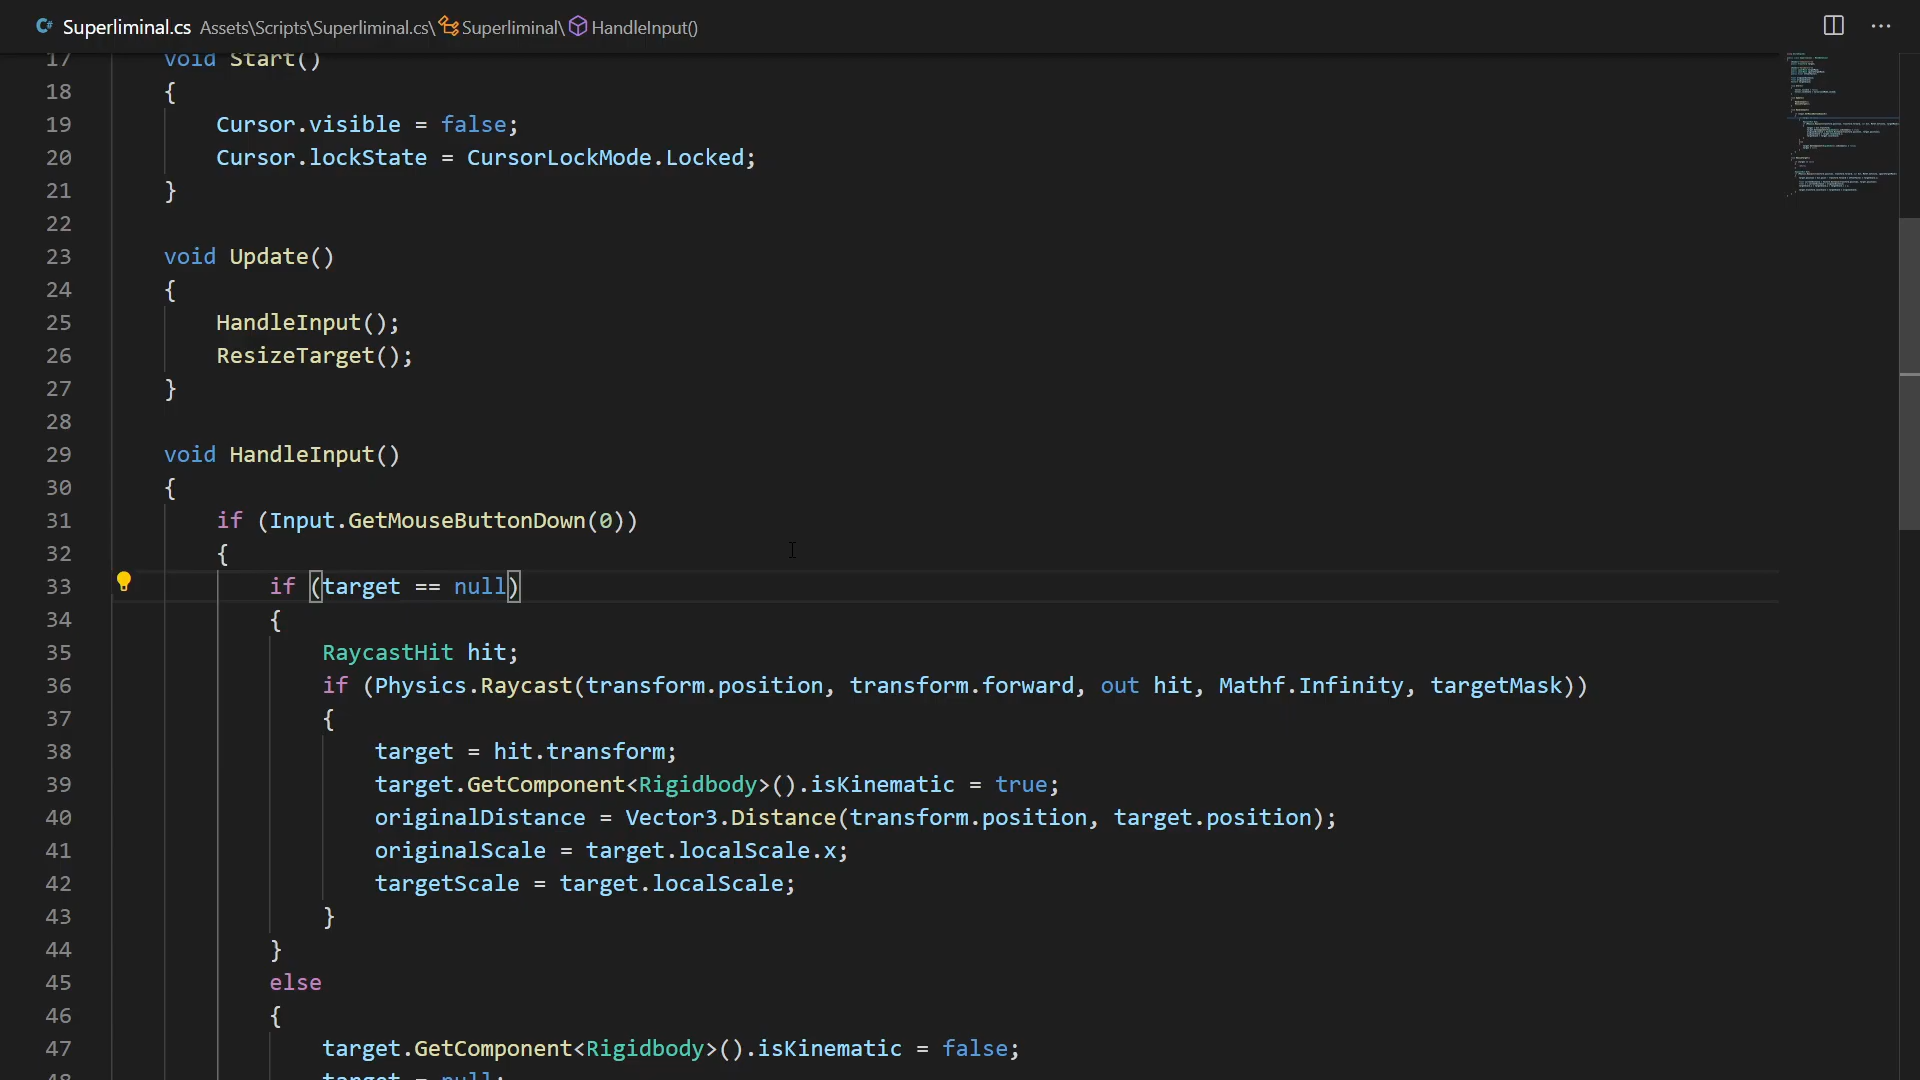 Superliminal.cs Assets\Scripts\Superliminal.cs\ Superliminal\ HandleInput()
17 void Start()
18 {
19 Cursor.visible = false;
20 Cursor.lockState = CursorLockMode.Locked;
21 }
22
23 void Update()
24 {
25 HandleInput();
26 ResizeTarget();
27 }
28
29 void HandleInput()
30 {
31 if (Input.GetMouseButtonDown(0))
32 {
33 if (target == null)
34 {
35 RaycastHit hit;
36 if (Physics.Raycast(transform.position, transform.forward, out hit, Mathf.Infinity, targetMask))
37 {
38 target = hit.transform;
39 target.GetComponent<Rigidbody>().isKinematic = true;
40 originalDistance = Vector3.Distance(transform.position, target.position);
41 originalScale = target.localScale.x;
42 targetScale = target.localScale;
43 }
44 }
45 else
46 {
47 target.GetComponent<Rigidbody>().isKinematic = false;
48 target = null;